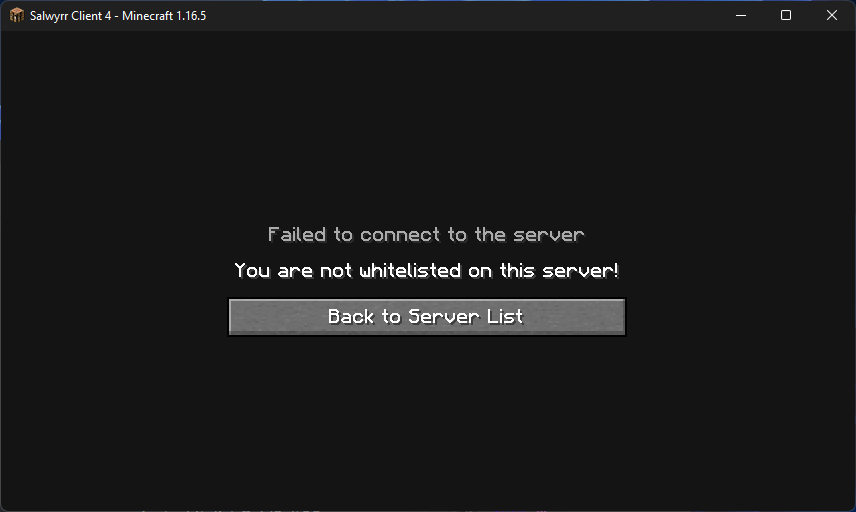 Salwyrr Client 4 - Minecraft 1.16.5
Failed to connect to the server
You are not whitelisted on this server!
Back to Server List